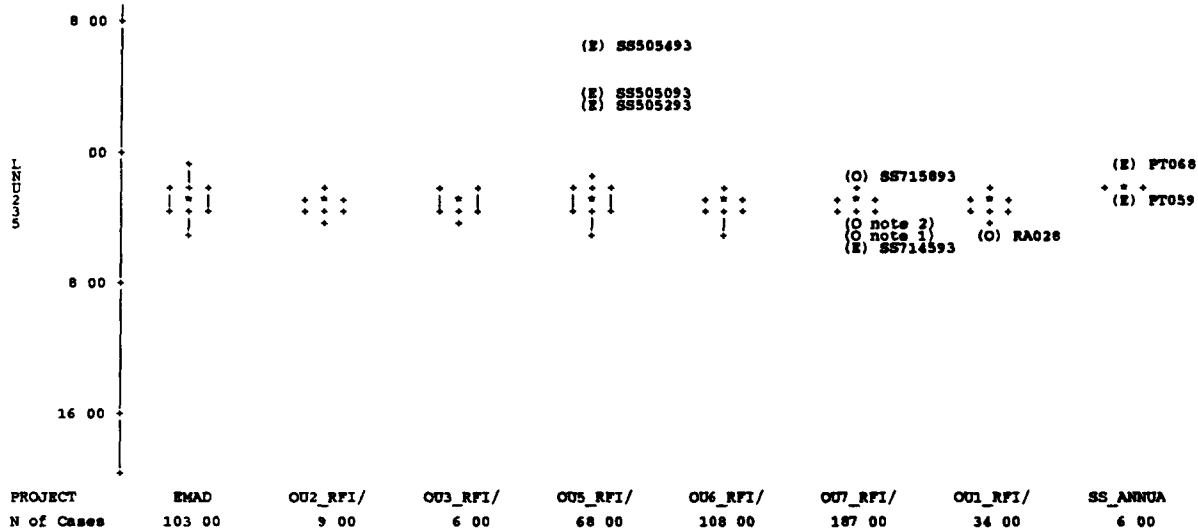 8 00
(E) SS505493
(E) SS505093
(E) SS505293
00
(E) PT068
(O) SS715893
LNU235
(E) PT059
(O note 2)
(O note 1)
(O) RA028
(E) SS714593
8 00
16 00
PROJECT EMAD OU2_RFI/ OU3_RFI/ OU5_RFI/ OU6_RFI/ OU7_RFI/ OU1_RFI/ SS_ANNUA
N of Cases 103 00 9 00 6 00 68 00 108 00 187 00 34 00 6 00